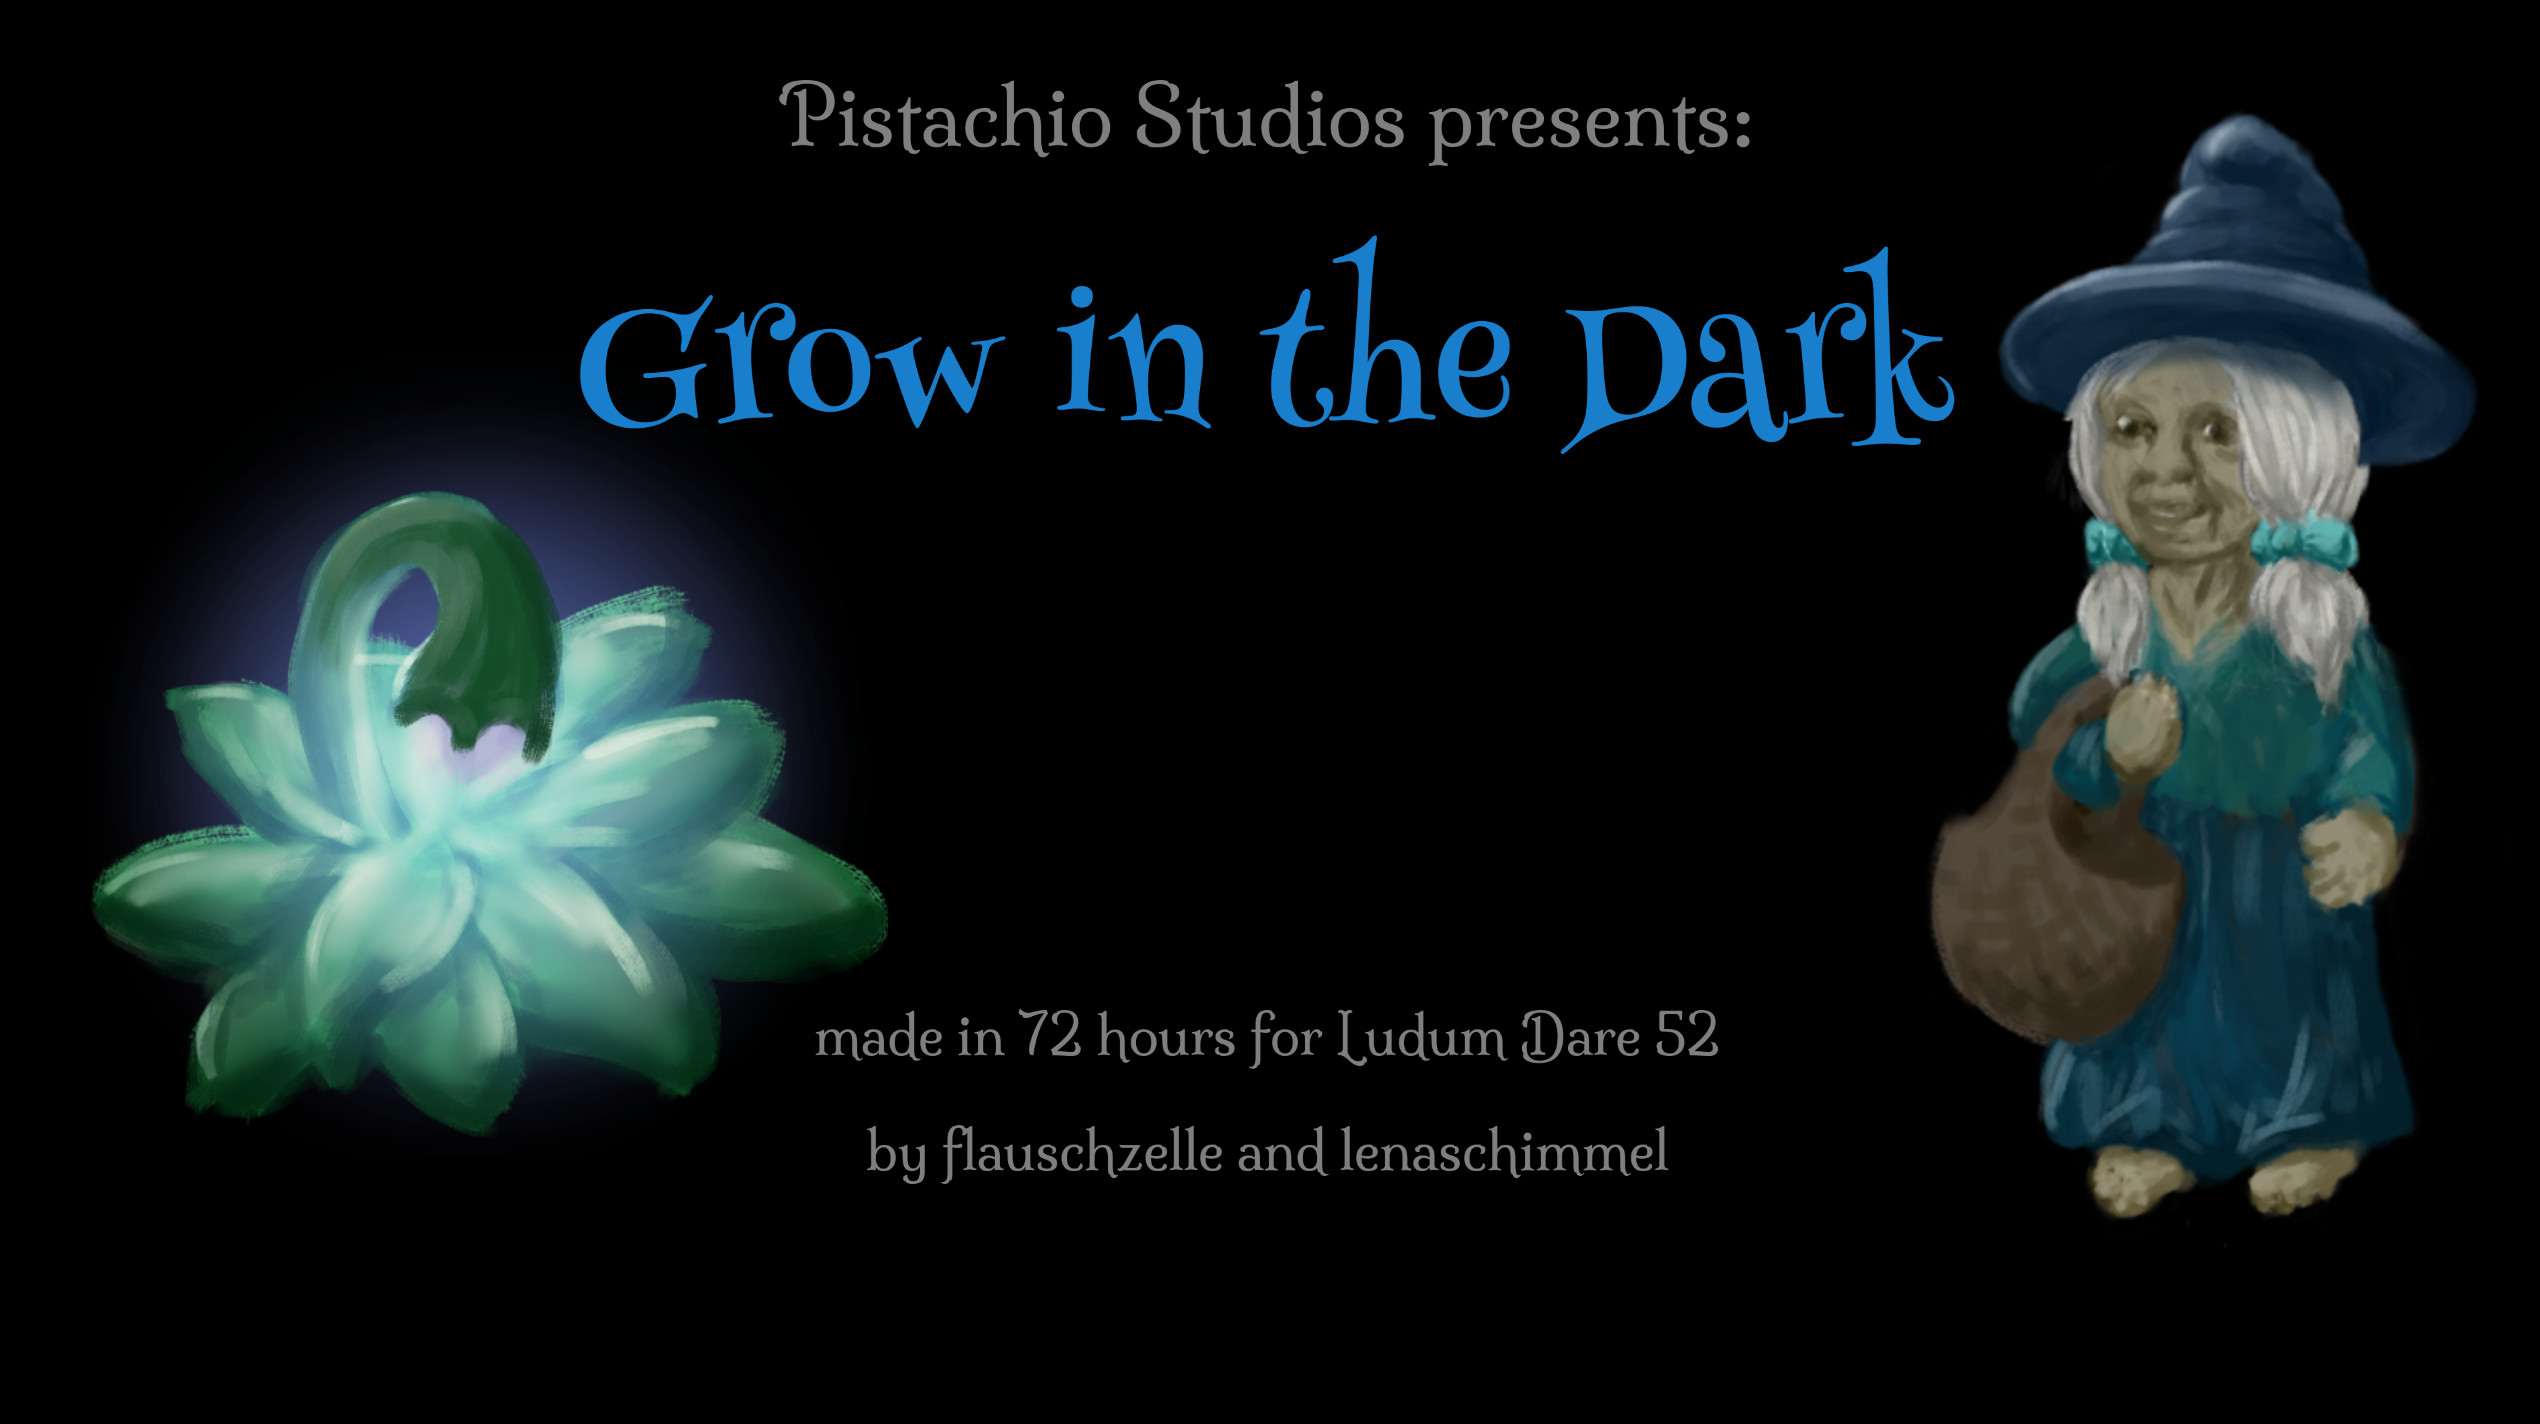 Pistachio Studios presents:
Grow in the Dark
made in 72 hours for Ludum Dare 52
by flauschzelle and lenaschimmel